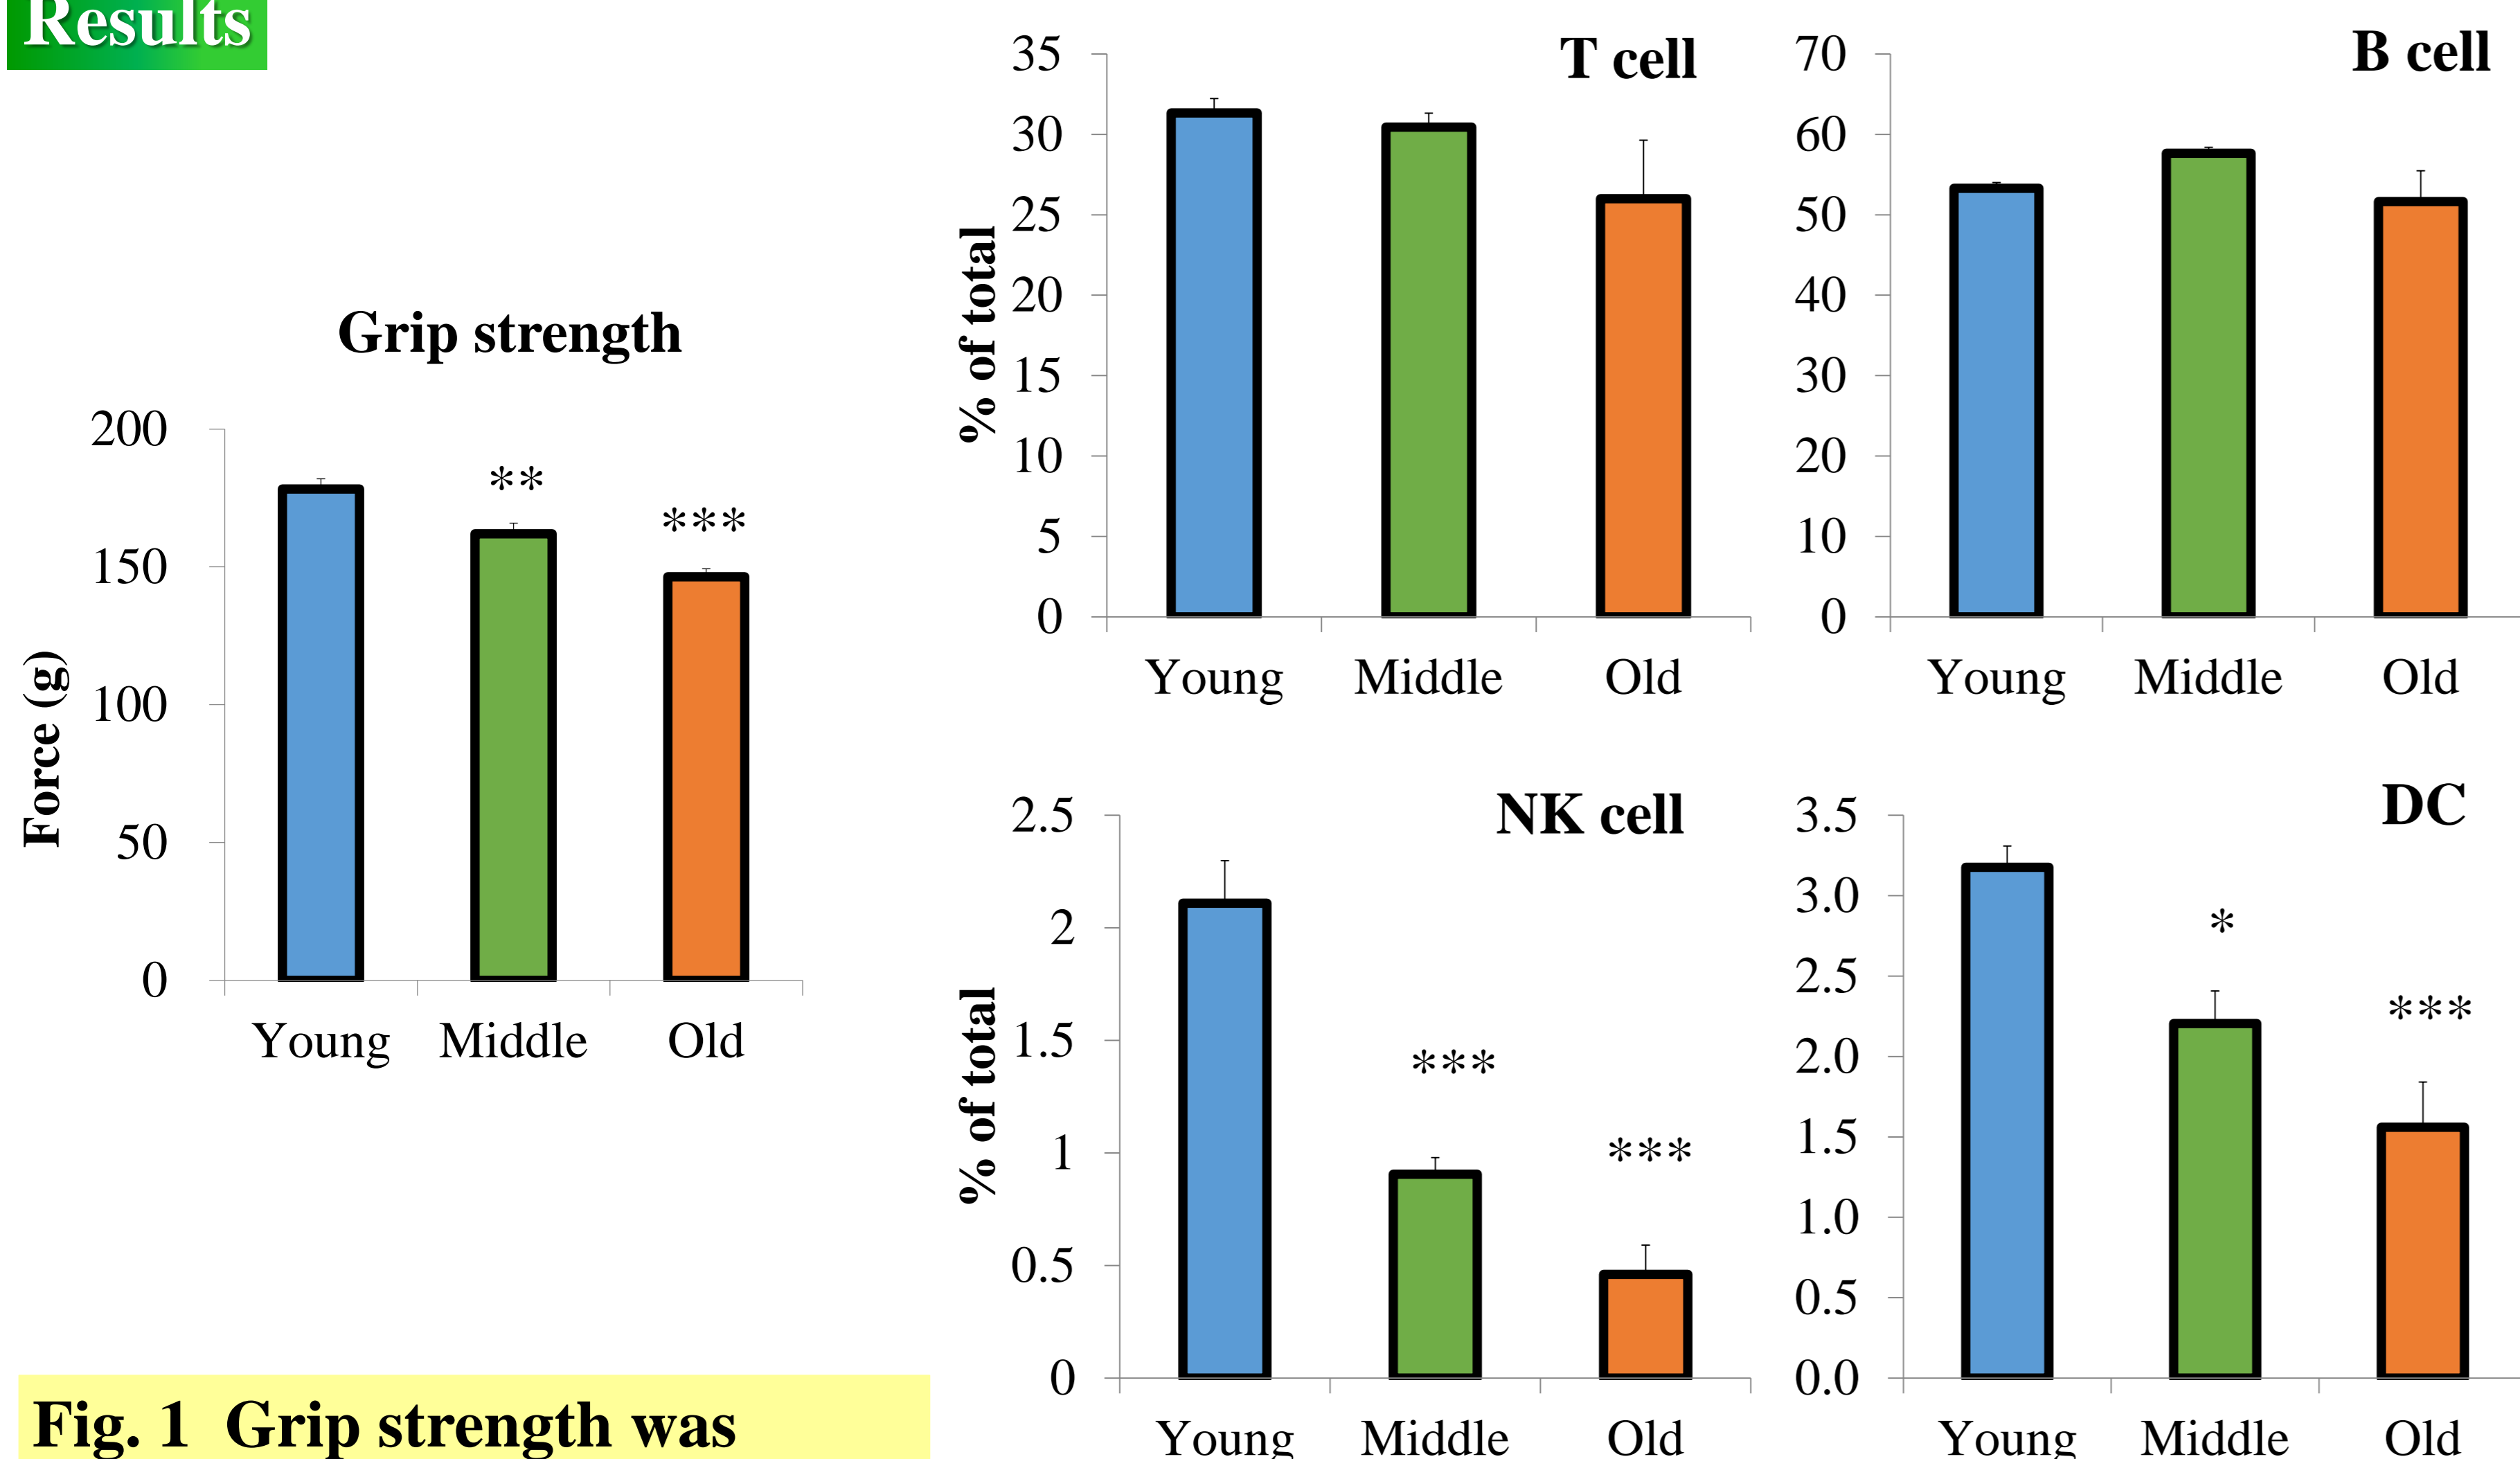 Results
Grip strength
Force (g)
200
**
***
150
100
50
0
Young Middle Old
Fig. 1 Grip strength was
T cell
% of total
35
30
25
20
15
10
5
0
Young Middle Old
B cell
70
60
50
40
30
20
10
0
Young Middle Old
NK cell
% of total
2.5
2
1.5
***
1
***
0.5
0
Young Middle Old
DC
3.5
3.0
*
2.5
***
2.0
1.5
1.0
0.5
0.0
Young Middle Old